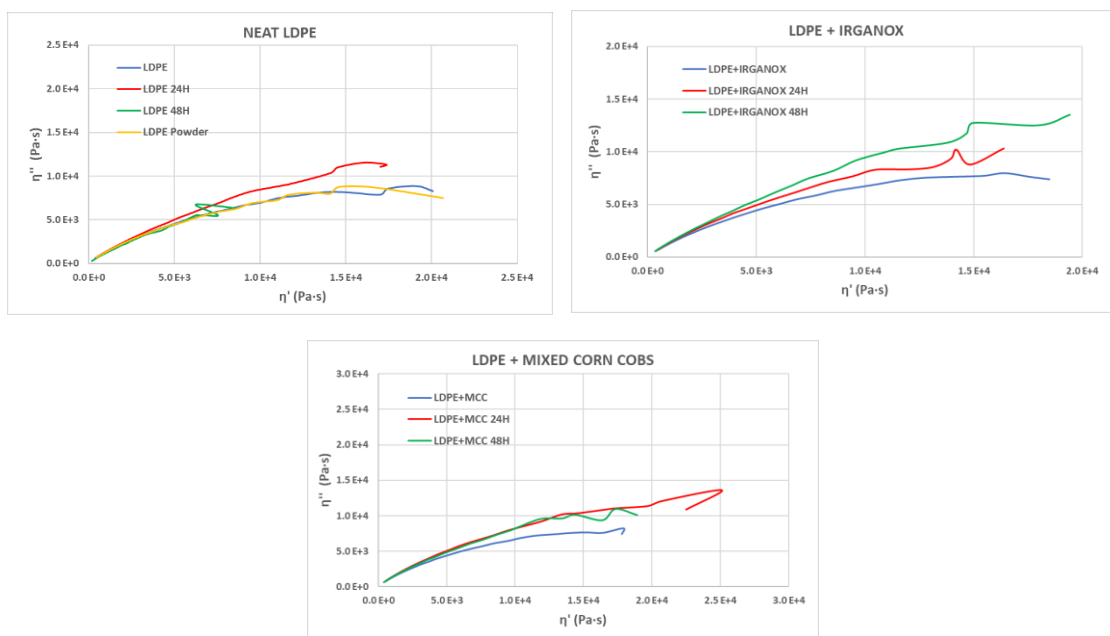 NEAT LDPE
2.5 E+4
2.0 E+4
1.5 E+4
1.0 E+4
5.0 E+3
0.0 E+0
η'' (Pa·s)
LDPE
LDPE 24H
LDPE 48H
LDPE Powder
0.0 E+0 5.0 E+3 1.0 E+4 1.5 E+4 2.0 E+4 2.5 E+4
η' (Pa·s)
LDPE + IRGANOX
2.0 E+4
1.5 E+4
1.0 E+4
5.0 E+3
0.0 E+0
η'' (Pa·s)
LDPE+IRGANOX
LDPE+IRGANOX 24H
LDPE+IRGANOX 48H
0.0 E+0 5.0 E+3 1.0 E+4 1.5 E+4 2.0 E+4
η' (Pa·s)
LDPE + MIXED CORN COBS
3.0 E+4
2.5 E+4
2.0 E+4
1.5 E+4
1.0 E+4
5.0 E+3
0.0 E+0
η'' (Pa·s)
LDPE+MCC
LDPE+MCC 24H
LDPE+MCC 48H
0.0 E+0 5.0 E+3 1.0 E+4 1.5 E+4 2.0 E+4 2.5 E+4 3.0 E+4
η' (Pa·s)